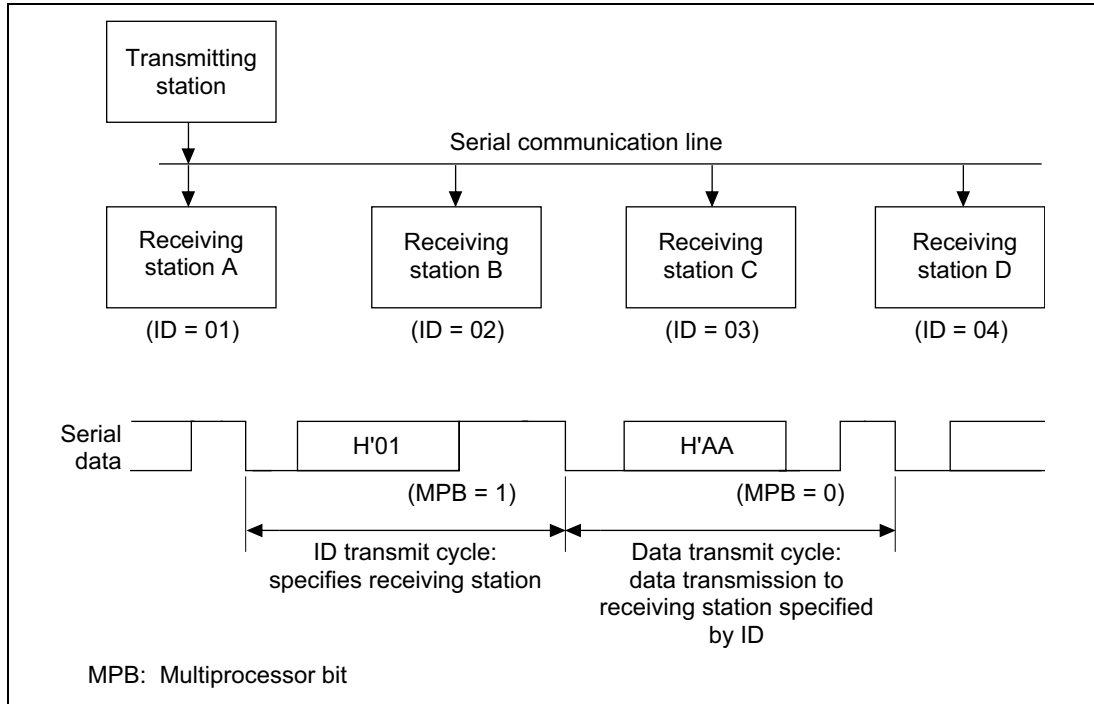 Transmitting
station
Serial communication line
Receiving
station A
Receiving
station B
Receiving
station C
Receiving
station D
(ID = 01)
(ID = 02)
(ID = 03)
(ID = 04)
Serial
data
H'01
H'AA
(MPB = 1)
(MPB = 0)
ID transmit cycle:
specifies receiving station
Data transmit cycle:
data transmission to
receiving station specified
by ID
MPB: Multiprocessor bit